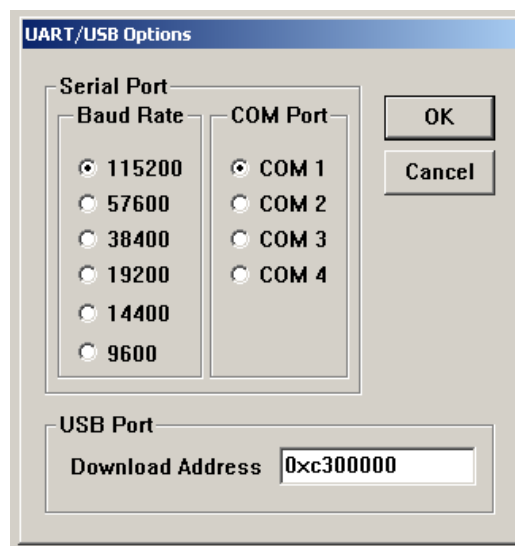 UART/USB Options
Serial Port
Baud Rate
115200
57600
38400
19200
14400
9600
COM Port
COM 1
COM 2
COM 3
COM 4
OK
Cancel
USB Port
Download Address 0xc300000